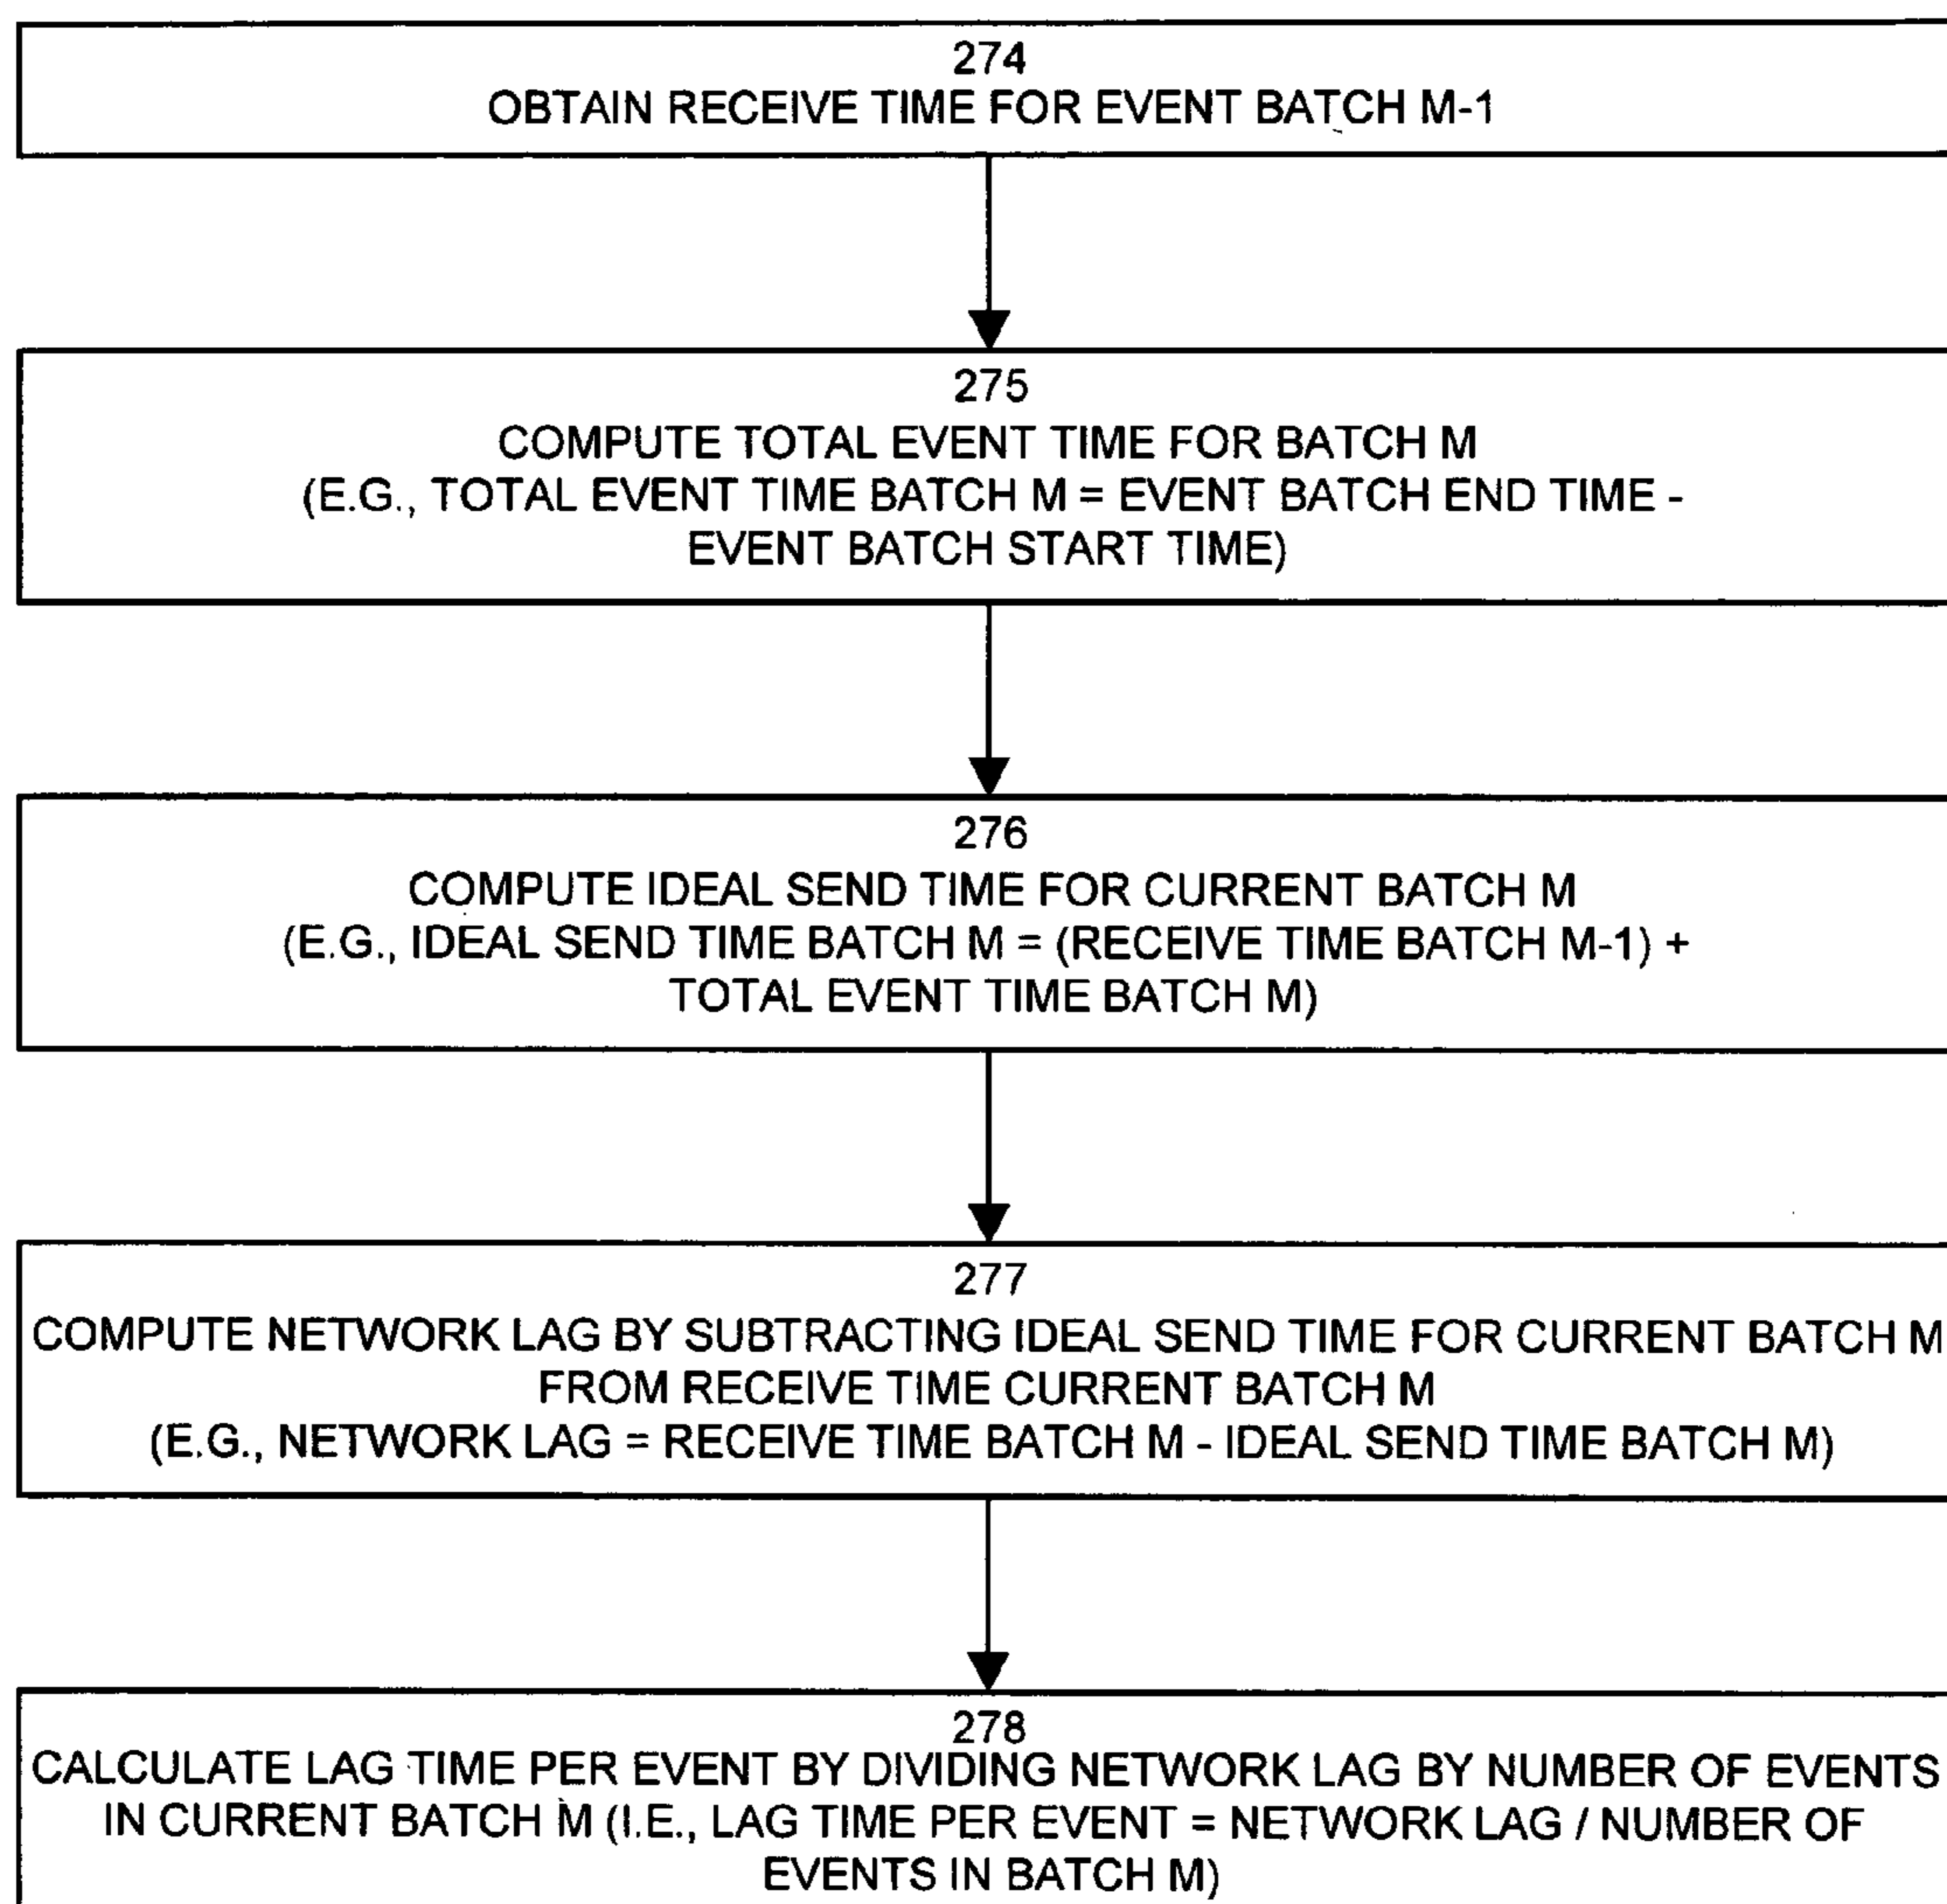 274
OBTAIN RECEIVE TIME FOR EVENT BATCH M-1
275
COMPUTE TOTAL EVENT TIME FOR BATCH M
(E.G., TOTAL EVENT TIME BATCH M = EVENT BATCH END TIME -
EVENT BATCH START TIME)
276
COMPUTE IDEAL SEND TIME FOR CURRENT BATCH M
(E.G., IDEAL SEND TIME BATCH M = (RECEIVE TIME BATCH M-1) +
TOTAL EVENT TIME BATCH M)
277
COMPUTE NETWORK LAG BY SUBTRACTING IDEAL SEND TIME FOR CURRENT BATCH M
FROM RECEIVE TIME CURRENT BATCH M
(E.G., NETWORK LAG = RECEIVE TIME BATCH M - IDEAL SEND TIME BATCH M)
278
CALCULATE LAG TIME PER EVENT BY DIVIDING NETWORK LAG BY NUMBER OF EVENTS
IN CURRENT BATCH M (I.E., LAG TIME PER EVENT = NETWORK LAG / NUMBER OF
EVENTS IN BATCH M)